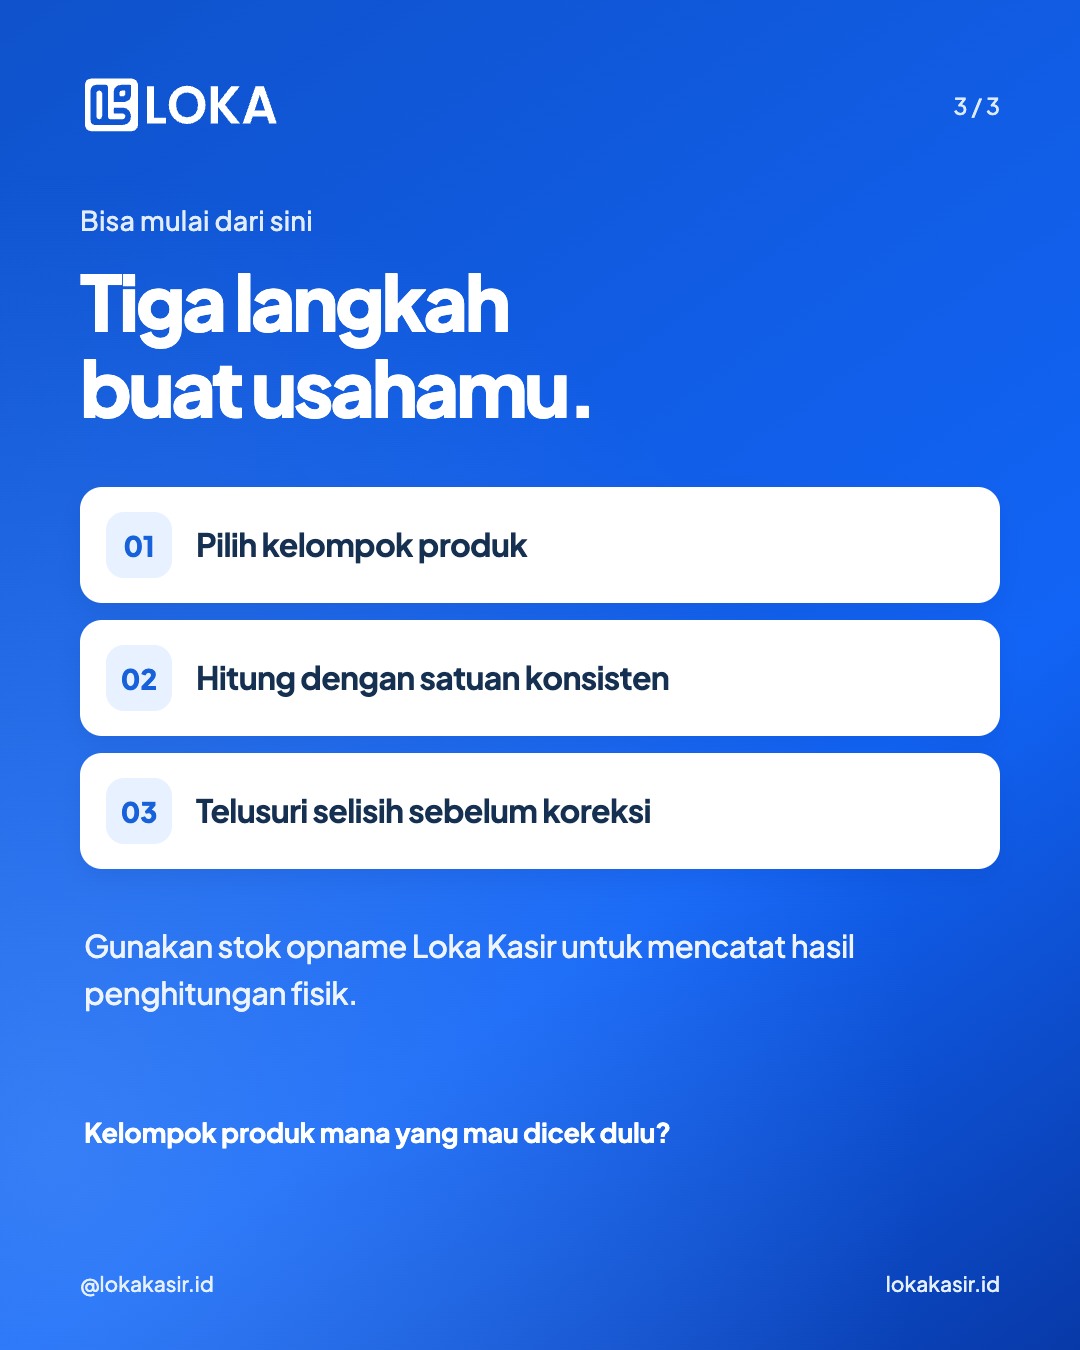 LOKA
3 / 3
Bisa mulai dari sini
Tiga langkah
buat usahamu.
01 Pilih kelompok produk
02 Hitung dengan satuan konsisten
03 Telusuri selisih sebelum koreksi
Gunakan stok opname Loka Kasir untuk mencatat hasil
penghitungan fisik.
Kelompok produk mana yang mau dicek dulu?
@lokakasir.id
lokakasir.id